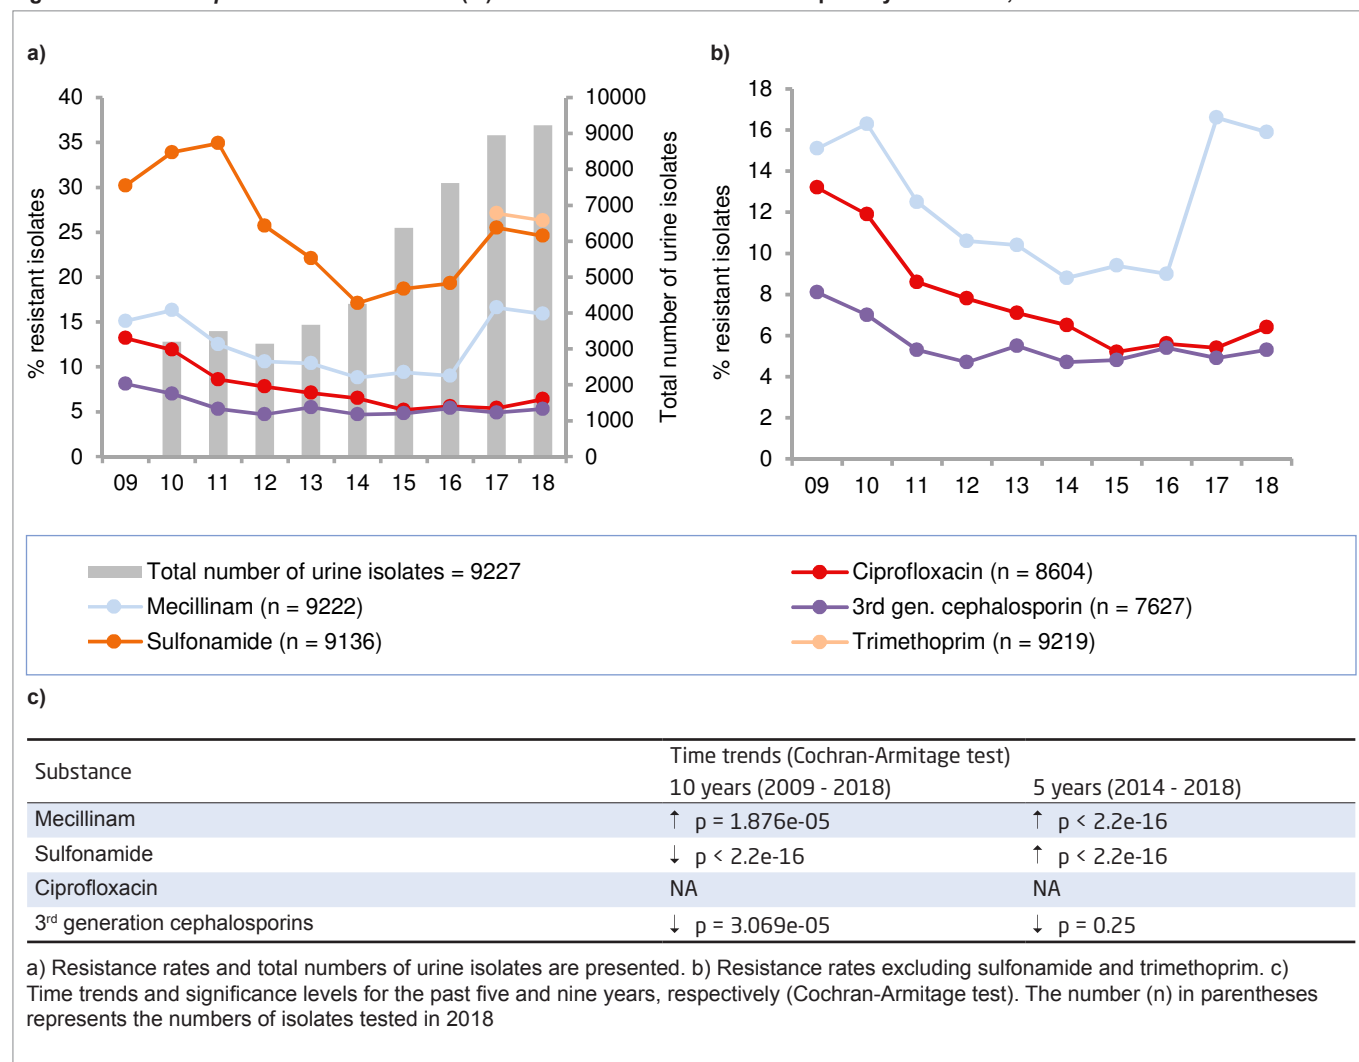 a)
b)
% resistant isolates
40
35
30
25
20
15
10
5
0
10000
9000
8000
7000
6000
5000
4000
3000
2000
1000
0
Total number of urine isolates
09 10 11 12 13 14 15 16 17 18
% resistant isolates
18
16
14
12
10
8
6
4
2
0
09 10 11 12 13 14 15 16 17 18
Total number of urine isolates = 9227
Ciprofloxacin (n = 8604)
Mecillinam (n = 9222)
3rd gen. cephalosporin (n = 7627)
Sulfonamide (n = 9136)
Trimethoprim (n = 9219)
c)
Substance
Time trends (Cochran-Armitage test)
10 years (2009 - 2018) 5 years (2014 - 2018)
Mecillinam ↑ p = 1.876e-05 ↑ p < 2.2e-16
Sulfonamide ↓ p < 2.2e-16 ↑ p < 2.2e-16
Ciprofloxacin NA NA
3rd generation cephalosporins ↓ p = 3.069e-05 ↓ p = 0.25
a) Resistance rates and total numbers of urine isolates are presented. b) Resistance rates excluding sulfonamide and trimethoprim. c)
Time trends and significance levels for the past five and nine years, respectively (Cochran-Armitage test). The number (n) in parentheses
represents the numbers of isolates tested in 2018